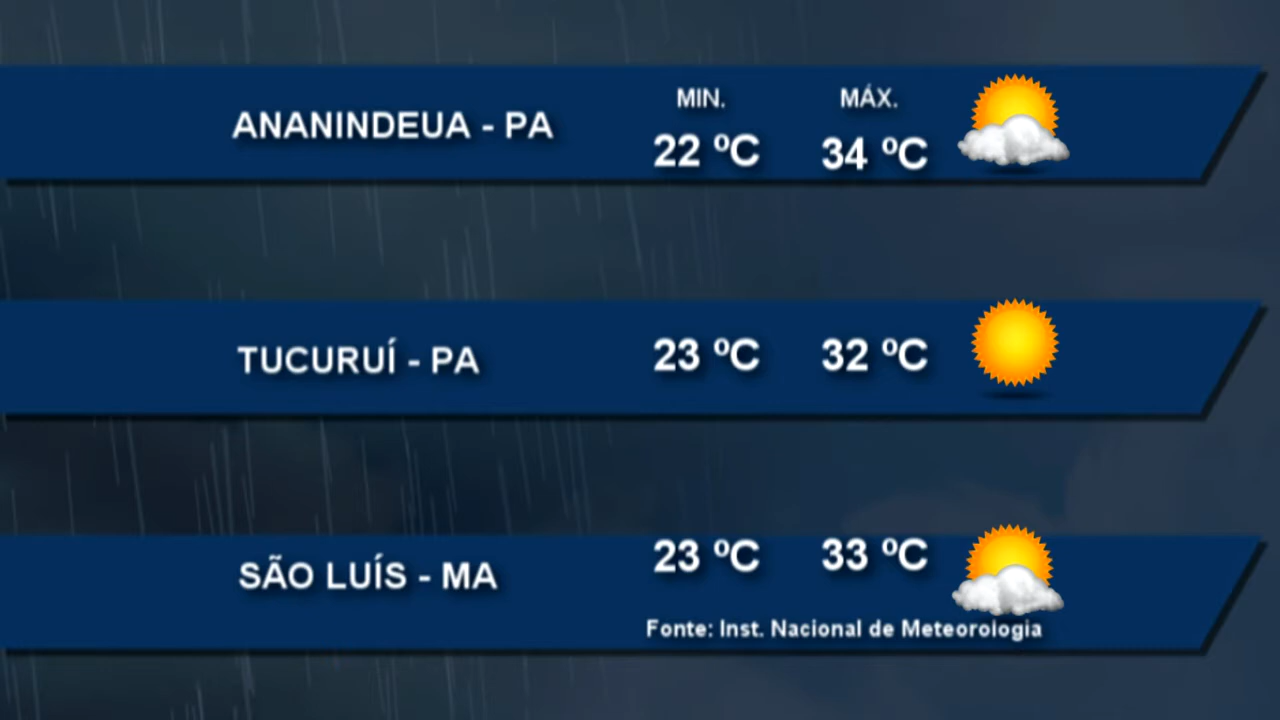 MIN. MÁX.
ANANINDEUA - PA 22 ºC 34 ºC
TUCURUÍ - PA 23 ºC 32 ºC
SÃO LUÍS - MA 23 ºC 33 ºC
Fonte: Inst. Nacional de Meteorologia